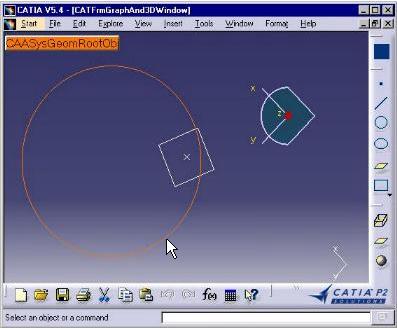 CATIA V5.4 - [CATFrmGraphAnd3DWindow]
Start File Edit Explore View Insert Tools Window Format Help
CAASysGeomRootOb
x
z
y
x
y
f(x)
CATIA P2
SOLUTIONS
Select an object or a command